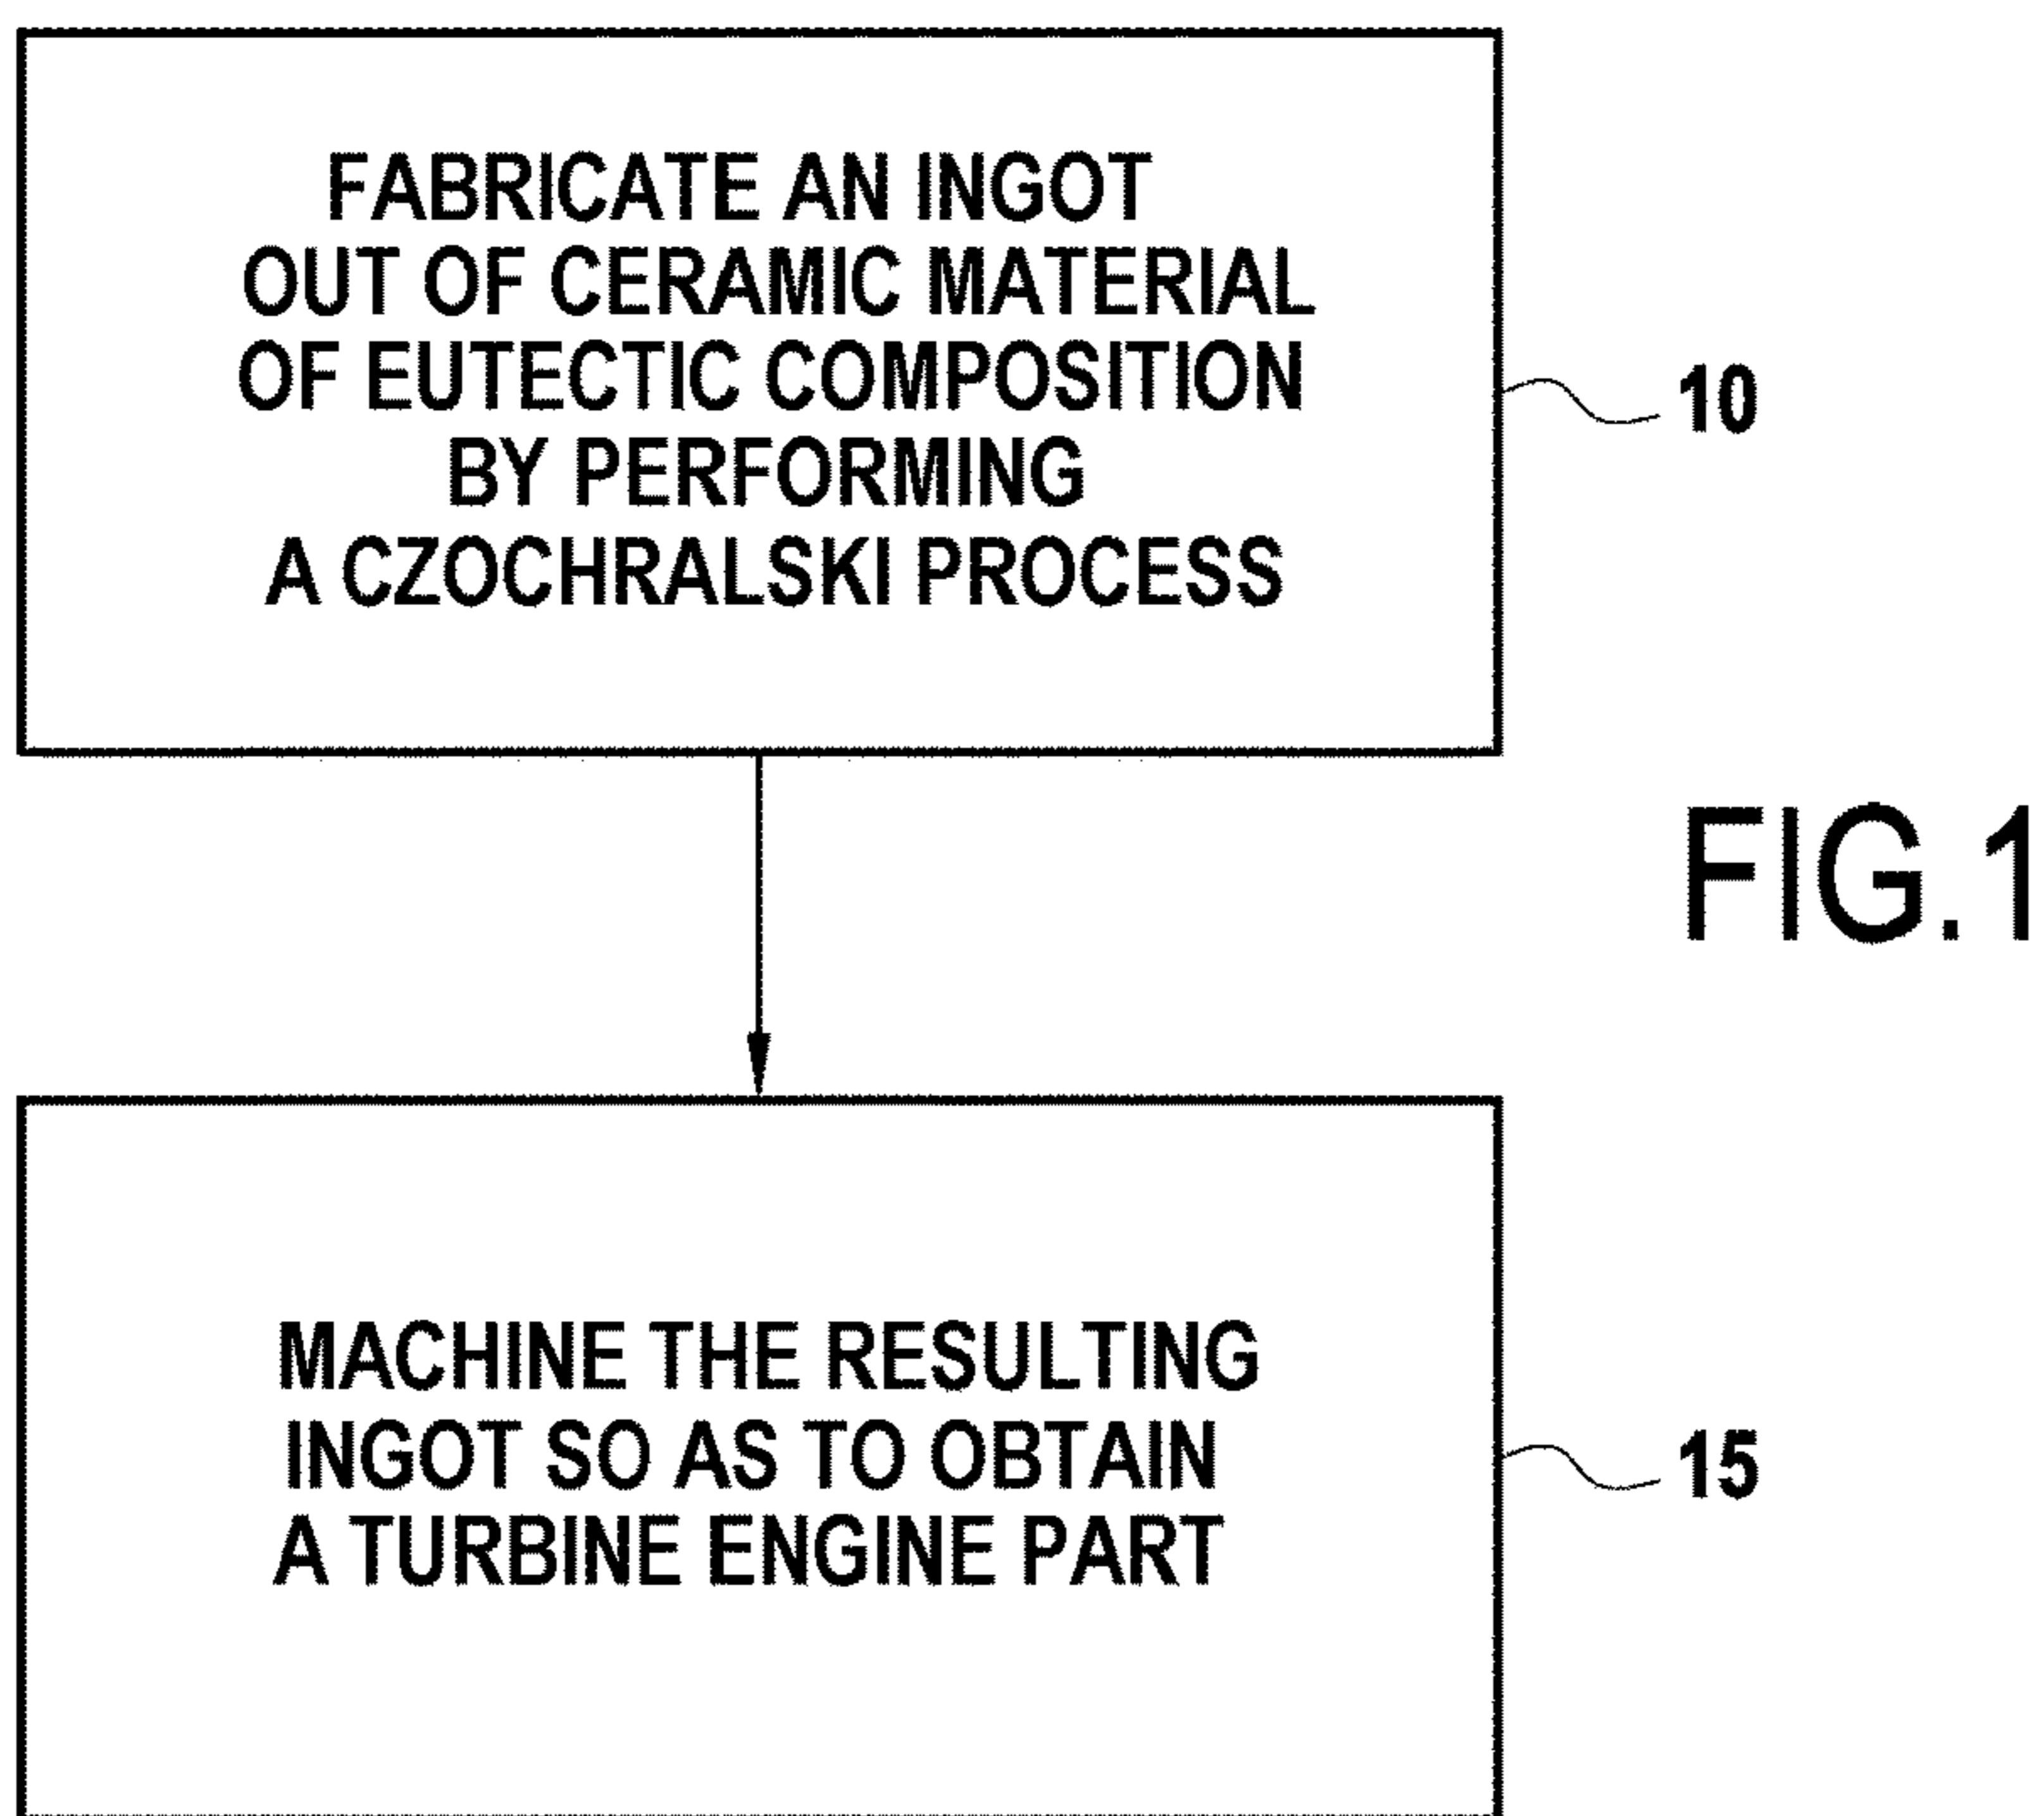 FABRICATE AN INGOT
OUT OF CERAMIC MATERIAL
OF EUTECTIC COMPOSITION
BY PERFORMING
A CZOCHRALSKI PROCESS
10
FIG.1
MACHINE THE RESULTING
INGOT SO AS TO OBTAIN
A TURBINE ENGINE PART
15